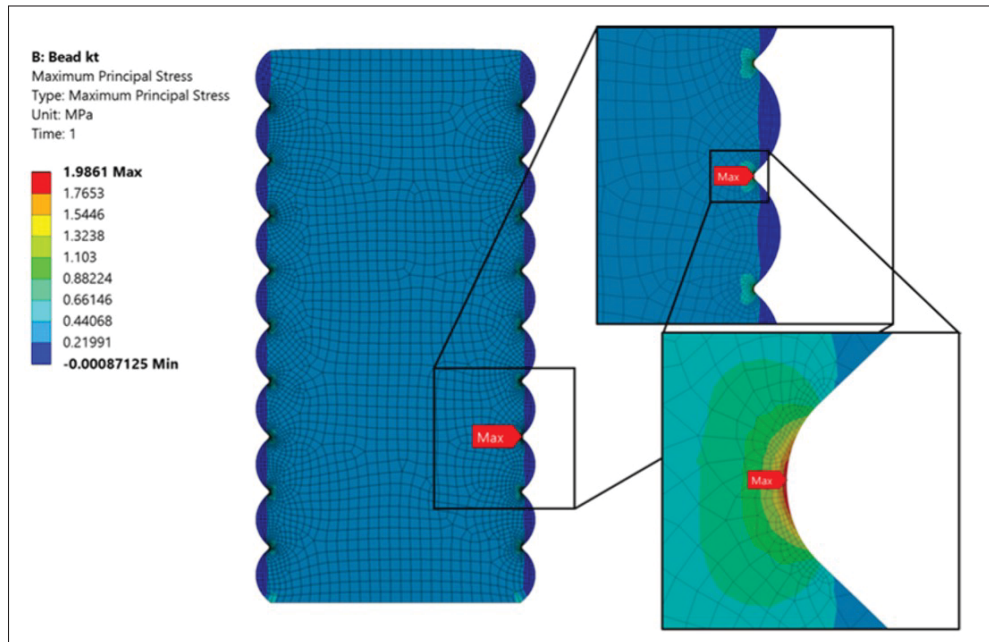 B: Bead kt
Maximum Principal Stress
Type: Maximum Principal Stress
Unit: MPa
Time: 1
1.9861 Max
1.7653
1.5446
1.3238
1.103
0.88224
0.66146
0.44068
0.21991
-0.00087125 Min
Max
Max
Max